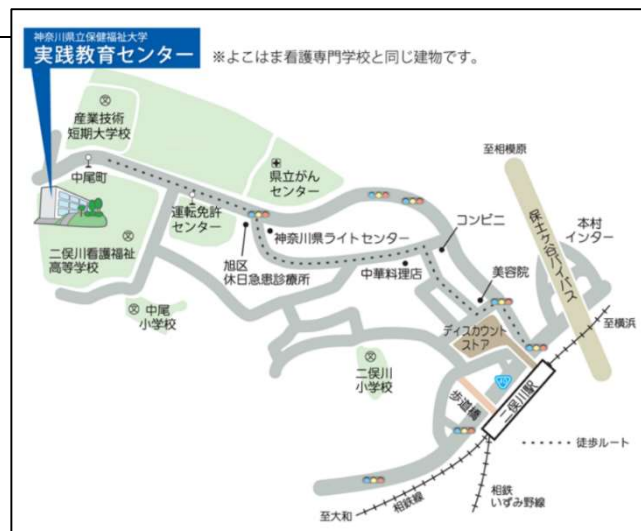 神奈川県立保健福祉大学
実践教育センター
※よこはま看護専門学校と同じ建物です。
産業技術
短期大学校
中尾町
県立がん
センター
至相模原
運転免許
センター
コンビニ
本村
インター
保土ヶ谷バイパス
神奈川県ライトセンター
二俣川看護福祉
高等学校
旭区
休日急患診療所
中華料理店
美容院
中尾
小学校
ディスカウント
ストア
至横浜
二俣川
小学校
歩道橋
二俣川駅
徒歩ルート
相鉄線
相鉄
いずみ野線
至大和